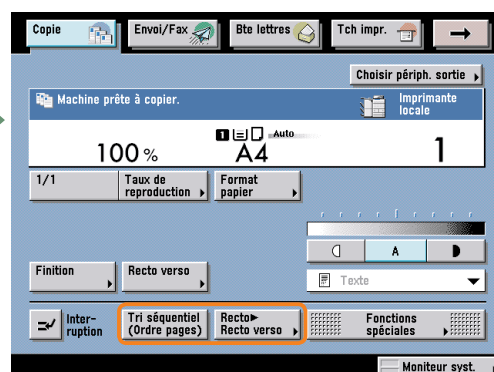 Copie
Envoi/Fax
Bte lettres
Tch impr.
Choisir périph. sortie
Machine prête à copier.
Imprimante
locale
100 %
1
Auto
A4
1
1/1
Taux de
reproduction
Format
papier
A
Finition
Recto verso
Texte
Inter-
ruption
Tri séquentiel
(Ordre pages)
Recto►
Recto verso
Fonctions
spéciales
Moniteur syst.